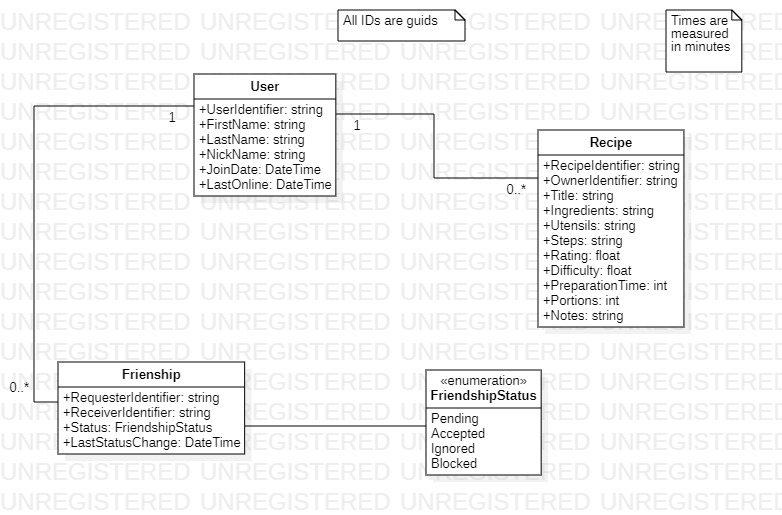 All IDs are guids
Times are
measured
in minutes
User
+UserIdentifier: string
+FirstName: string
+LastName: string
+NickName: string
+JoinDate: DateTime
+LastOnline: DateTime
1
1
0..*
Recipe
+RecipeIdentifier: string
+OwnerIdentifier: string
+Title: string
+Ingredients: string
+Utensils: string
+Steps: string
+Rating: float
+Difficulty: float
+PreparationTime: int
+Portions: int
+Notes: string
0..*
Frienship
+RequesterIdentifier: string
+ReceiverIdentifier: string
+Status: FriendshipStatus
+LastStatusChange: DateTime
«enumeration»
FriendshipStatus
Pending
Accepted
Ignored
Blocked
UNREGISTERED UNREGISTERED UNREGISTERED UNREGISTERED